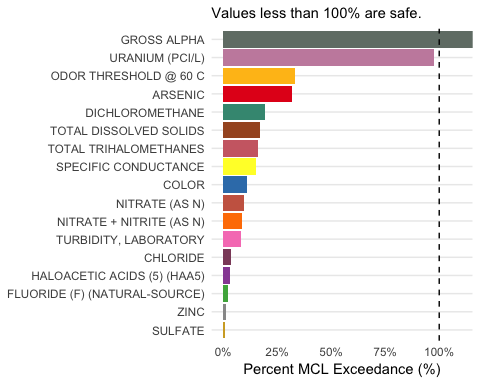 Values less than 100% are safe.
GROSS ALPHA
URANIUM (PCI/L)
ODOR THRESHOLD @ 60 C
ARSENIC
DICHLOROMETHANE
TOTAL DISSOLVED SOLIDS
TOTAL TRIHALOMETHANES
SPECIFIC CONDUCTANCE
COLOR
NITRATE (AS N)
NITRATE + NITRITE (AS N)
TURBIDITY, LABORATORY
CHLORIDE
HALOACETIC ACIDS (5) (HAA5)
FLUORIDE (F) (NATURAL-SOURCE)
ZINC
SULFATE
0% 25% 50% 75% 100%
Percent MCL Exceedance (%)